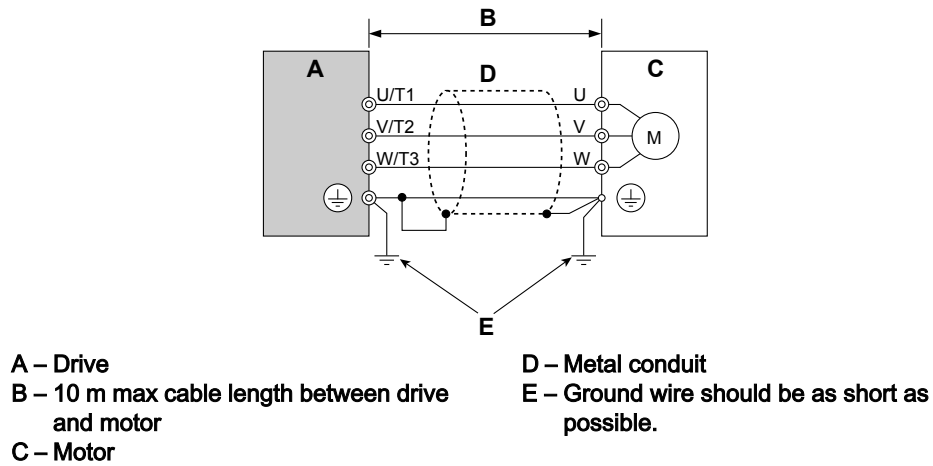 B
A
D
C
U/T1
U
V/T2
V
M
W/T3
W
E
A – Drive
B – 10 m max cable length between drive
and motor
C – Motor
D – Metal conduit
E – Ground wire should be as short as
possible.